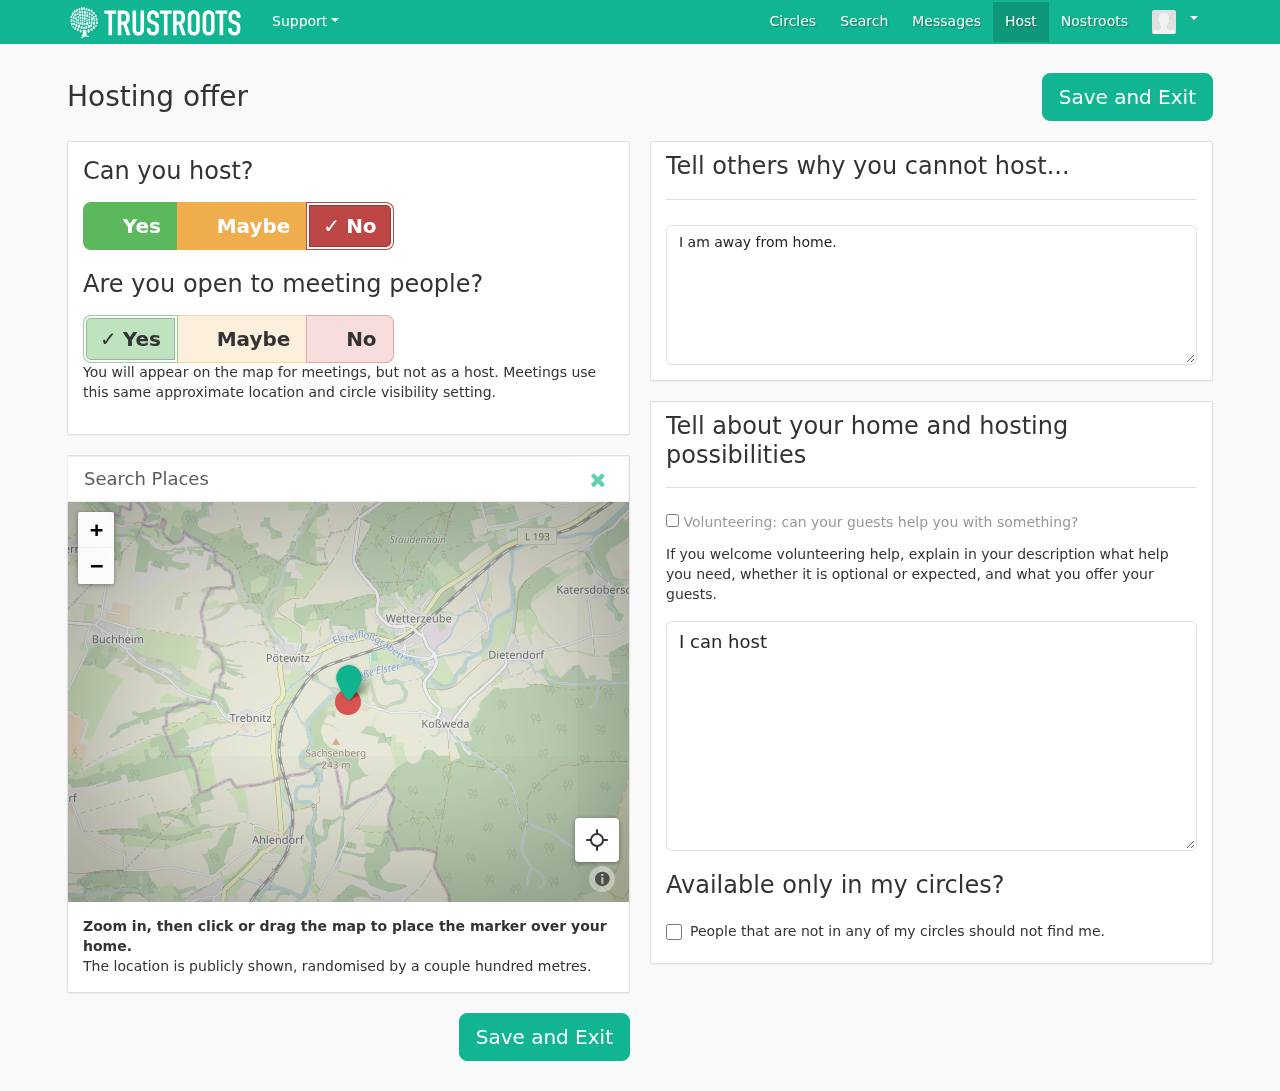 TRUSTROOTS
Support
Circles
Search
Messages
Host
Nostroots
Hosting offer
Save and Exit
Can you host?
Yes
Maybe
✓ No
Are you open to meeting people?
✓ Yes
Maybe
No
You will appear on the map for meetings, but not as a host. Meetings use
this same approximate location and circle visibility setting.
Search Places
+
−
Staudenhain
L 193
Katersdobersc
Wetterzeube
Buchheim
Elsterfloßgraben
Pötewitz
Dietendorf
ße Elster
Trebnitz
Koßweda
Sachsenberg
243 m
rf
Ahlendorf
Zoom in, then click or drag the map to place the marker over your
home.
The location is publicly shown, randomised by a couple hundred metres.
Save and Exit
Tell others why you cannot host...
I am away from home.
Tell about your home and hosting
possibilities
Volunteering: can your guests help you with something?
If you welcome volunteering help, explain in your description what help
you need, whether it is optional or expected, and what you offer your
guests.
I can host
Available only in my circles?
People that are not in any of my circles should not find me.